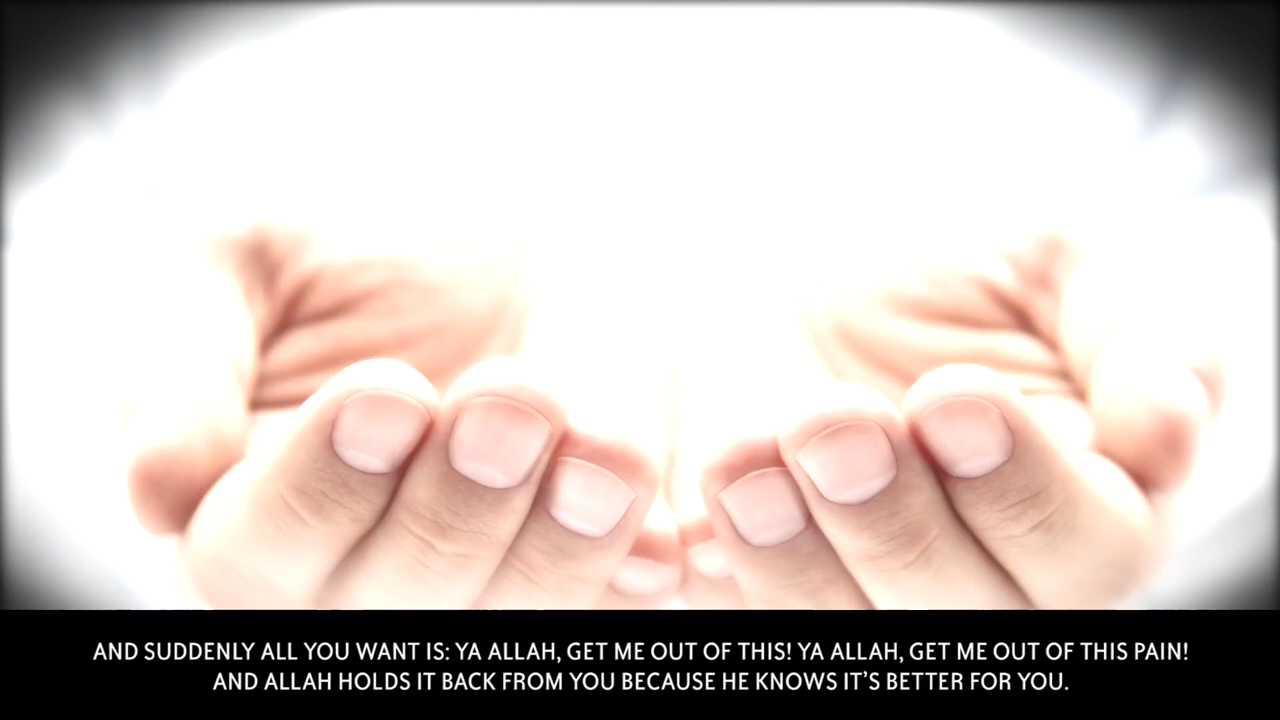 AND SUDDENLY ALL YOU WANT IS: YA ALLAH, GET ME OUT OF THIS! YA ALLAH, GET ME OUT OF THIS PAIN!
AND ALLAH HOLDS IT BACK FROM YOU BECAUSE HE KNOWS IT'S BETTER FOR YOU.